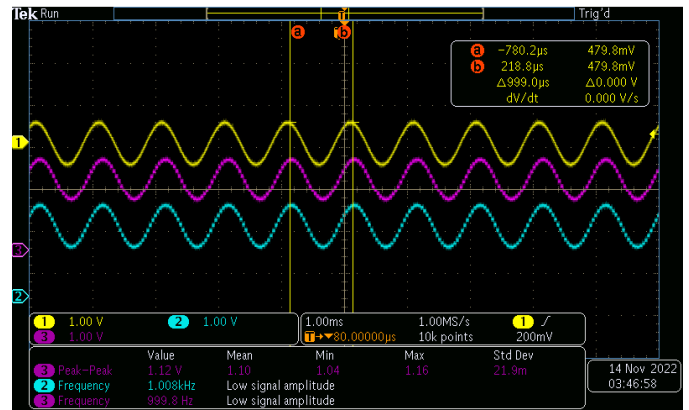 Tek Run Trig'd
T
a b
a −780.2µs 479.8mV
b 218.8µs 479.8mV
Δ999.0µs Δ0.000 V
dV/dt 0.000 V/s
1
3
2
1 1.00 V 2 1.00 V
3 1.00 V
1.00ms 1.00MS/s 1
T→▼80.00000µs 10k points 200mV
Value Mean Min Max Std Dev
3 Peak-Peak 1.12 V 1.10 1.04 1.16 21.9m
2 Frequency 1.008kHz Low signal amplitude
3 Frequency 999.8 Hz Low signal amplitude
14 Nov 2022
03:46:58